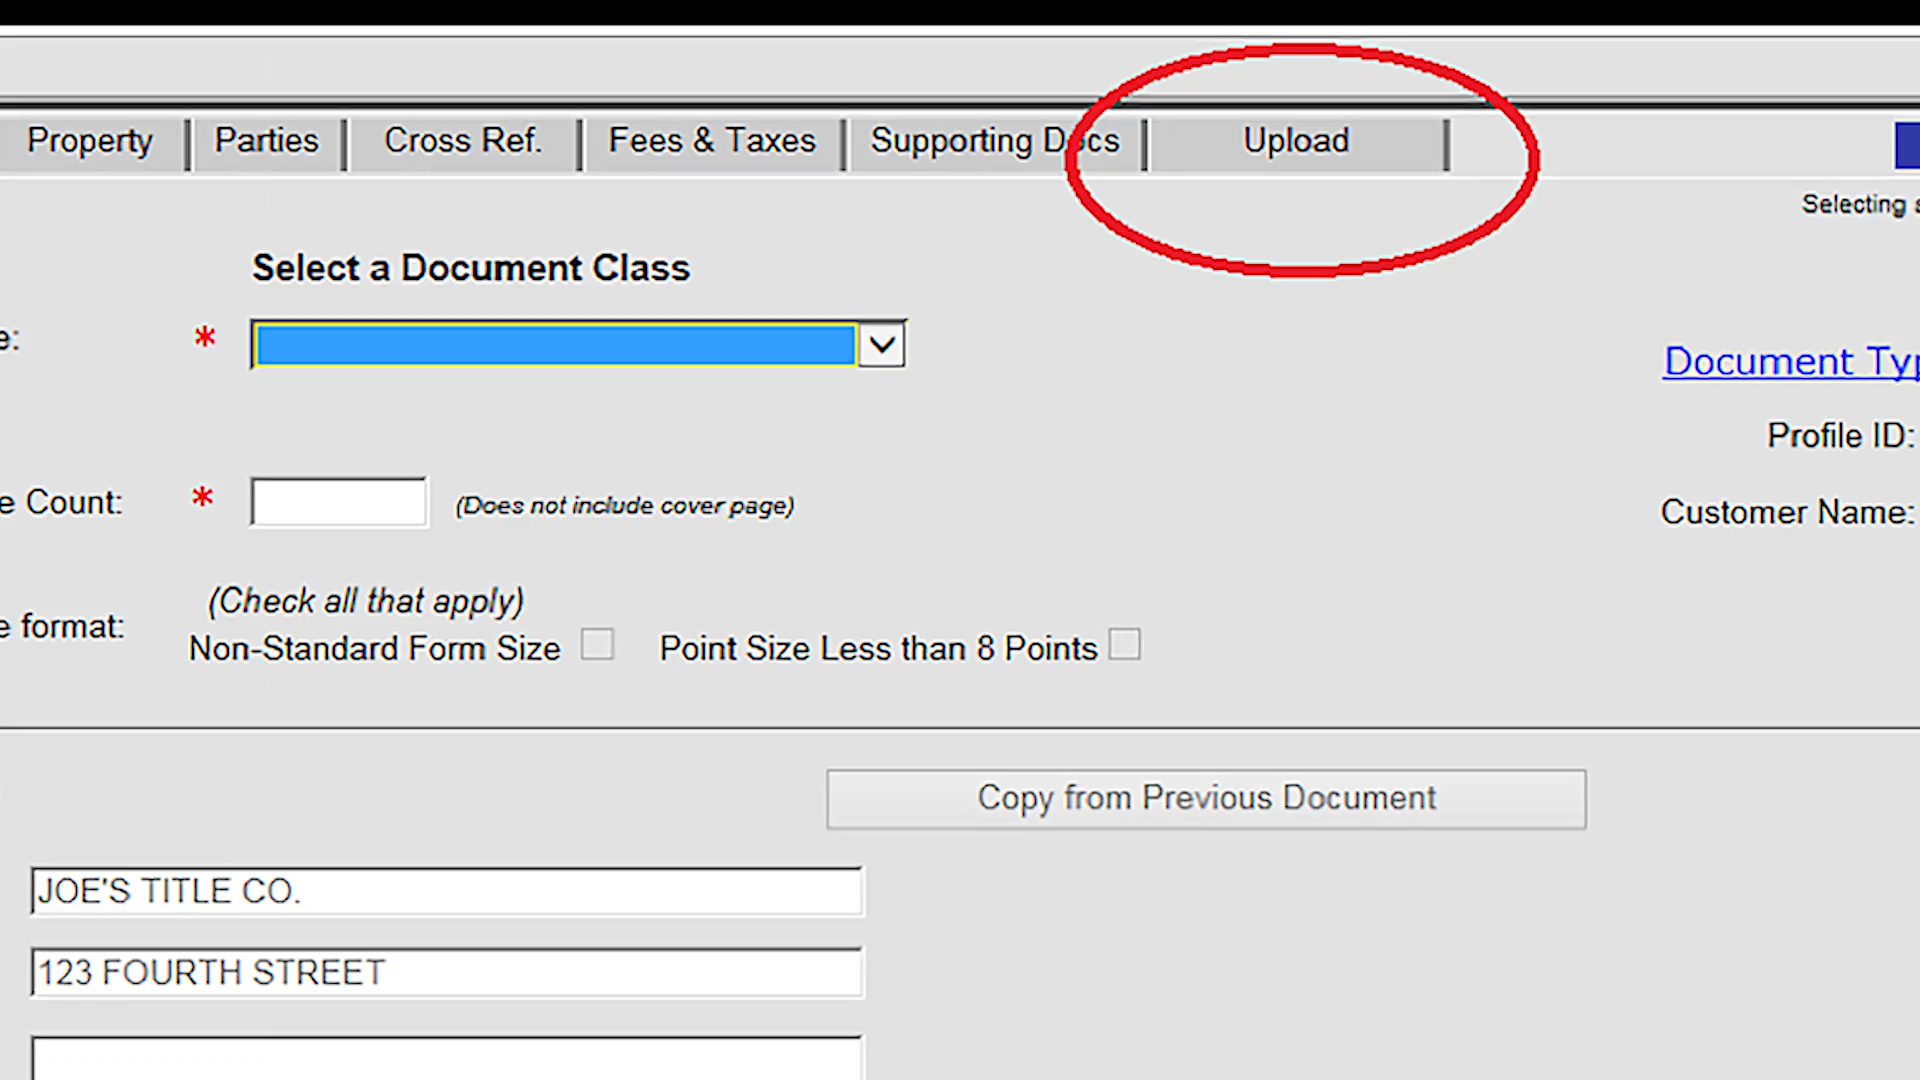 Property Parties Cross Ref. Fees & Taxes Supporting Docs Upload
Selecting
Select a Document Class
e: *
Document Typ
Profile ID:
e Count: * (Does not include cover page)
Customer Name:
(Check all that apply)
e format:
Non-Standard Form Size Point Size Less than 8 Points
Copy from Previous Document
JOE'S TITLE CO.
123 FOURTH STREET